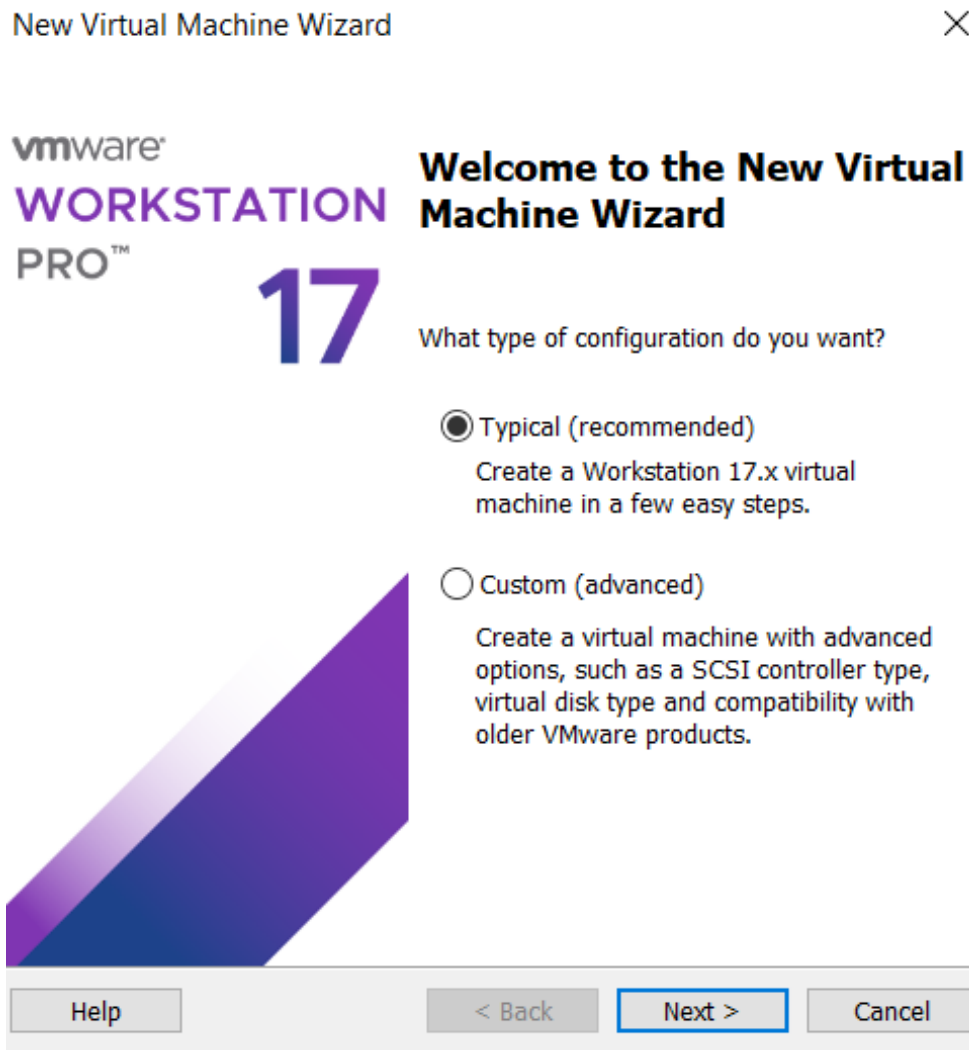 New Virtual Machine Wizard
vmware
WORKSTATION
PRO™
17
Welcome to the New Virtual
Machine Wizard
What type of configuration do you want?
Typical (recommended)
Create a Workstation 17.x virtual
machine in a few easy steps.
Custom (advanced)
Create a virtual machine with advanced
options, such as a SCSI controller type,
virtual disk type and compatibility with
older VMware products.
Help
< Back
Next >
Cancel